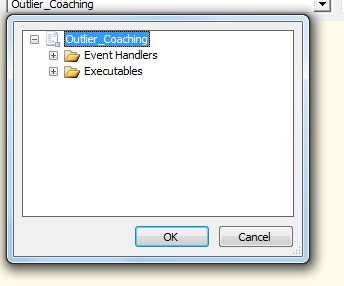 Outlier_Coaching
Outlier_Coaching
Event Handlers
Executables
OK
Cancel